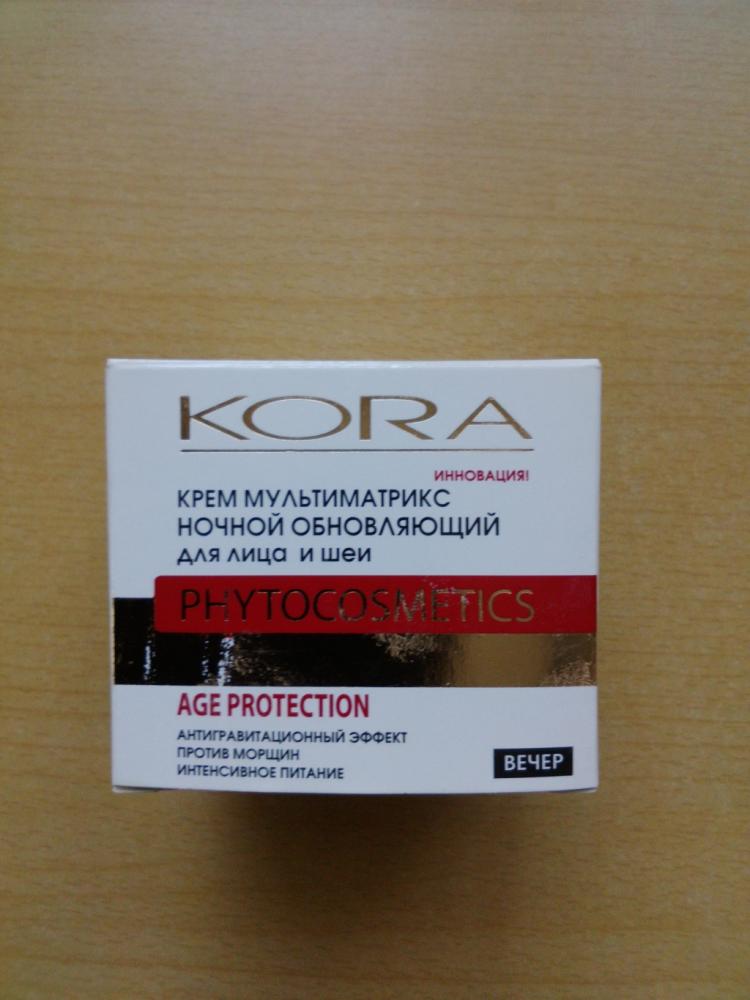 KORA
ИННОВАЦИЯ!
КРЕМ МУЛЬТИМАТРИКС
НОЧНОЙ ОБНОВЛЯЮЩИЙ
для лица и шеи
PHYTOCOSMETICS
AGE PROTECTION
АНТИГРАВИТАЦИОННЫЙ ЭФФЕКТ
ПРОТИВ МОРЩИН
ИНТЕНСИВНОЕ ПИТАНИЕ
ВЕЧЕР